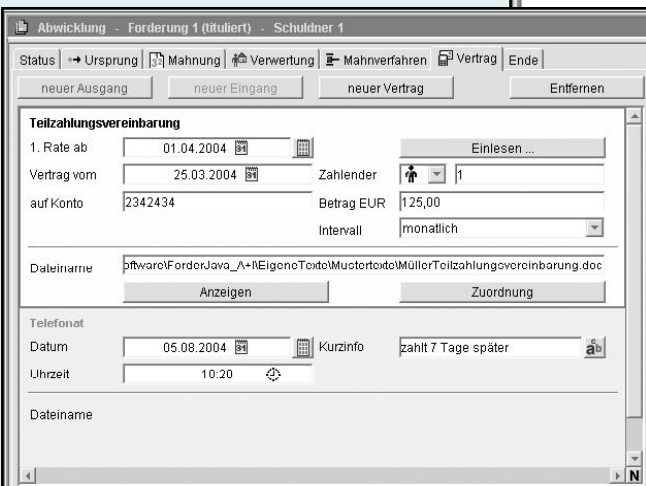 Abwicklung - Forderung 1 (tituliert) - Schuldner 1
Status Ursprung Mahnung Verwertung Mahnverfahren Vertrag Ende
neuer Ausgang neuer Eingang neuer Vertrag Entfernen
Teilzahlungsvereinbarung
1. Rate ab 01.04.2004 31 Einlesen ...
Vertrag vom 25.03.2004 31 Zahlender 1
auf Konto 2342434 Betrag EUR 125,00
Intervall monatlich
Dateiname oftware\ForderJava_A+I\EigeneTexte\Mustertexte\MüllerTeilzahlungsvereinbarung.doc
Anzeigen Zuordnung
Telefonat
Datum 05.08.2004 31 Kurzinfo zahlt 7 Tage später
Uhrzeit 10:20
Dateiname
N